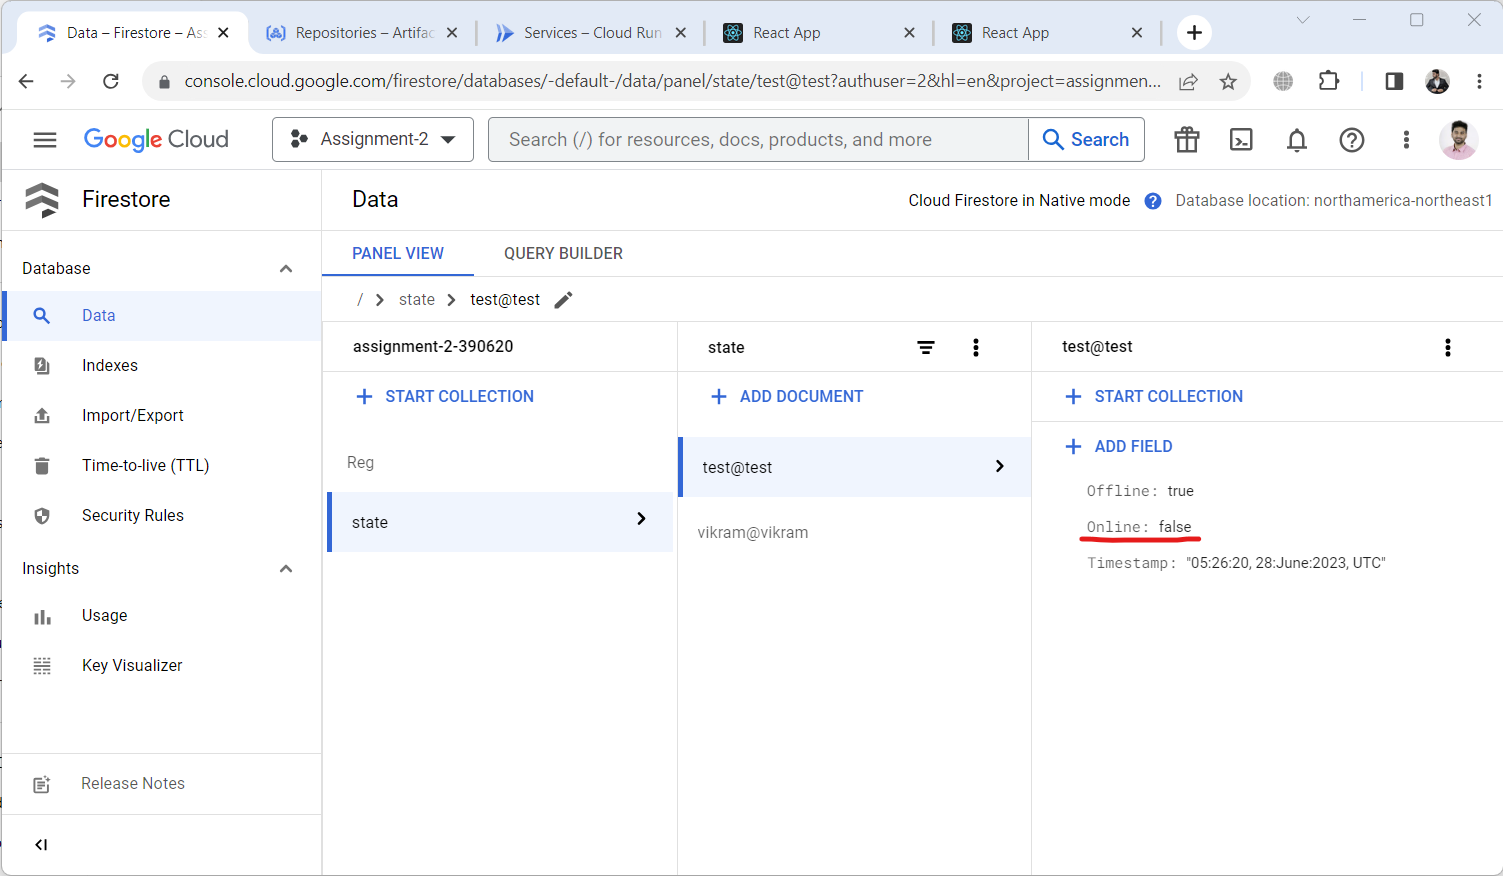 Data – Firestore – As
Repositories – Artifac
Services – Cloud Run
React App
React App
console.cloud.google.com/firestore/databases/-default-/data/panel/state/test@test?authuser=2&hl=en&project=assignmen...
Google Cloud
Assignment-2
Search (/) for resources, docs, products, and more
Search
Firestore
Data
Cloud Firestore in Native mode
Database location: northamerica-northeast1
Database
Data
Indexes
Import/Export
Time-to-live (TTL)
Security Rules
Insights
Usage
Key Visualizer
Release Notes
PANEL VIEW
QUERY BUILDER
/ state test@test
assignment-2-390620
START COLLECTION
Reg
state
state
ADD DOCUMENT
test@test
vikram@vikram
test@test
START COLLECTION
ADD FIELD
Offline: true
Online: false
Timestamp: "05:26:20, 28:June:2023, UTC"